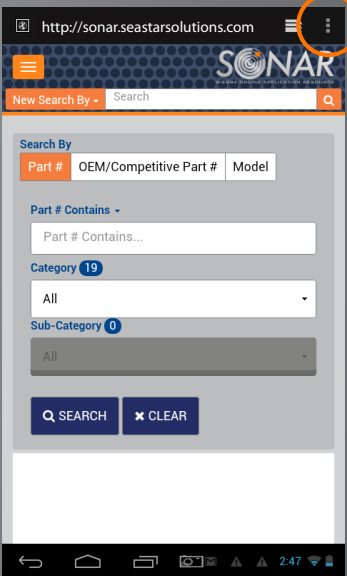 http://sonar.seastarsolutions.com
SONAR
SIERRA ONLINE APPLICATION RESOURCE
New Search By
Search
Search By
Part #
OEM/Competitive Part #
Model
Part # Contains
Part # Contains...
Category 19
All
Sub-Category 0
All
SEARCH
CLEAR
2:47